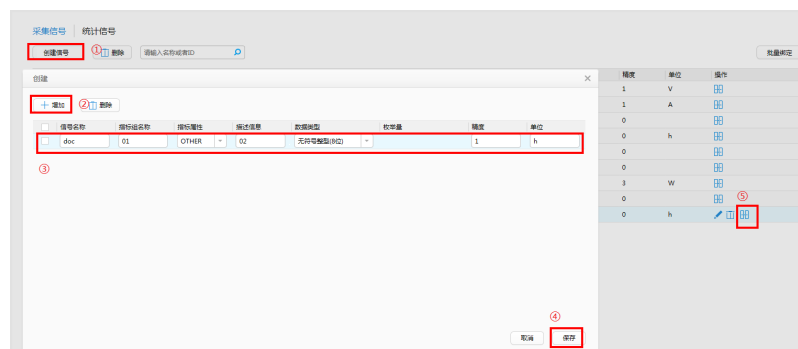 采集信号 统计信号
创建信号 ① 删除 请输入名称或者ID 批量绑定
创建 精度 单位 操作
1 V
增加 ② 删除 1 A
0
信号名称 指标组名称 指标属性 描述信息 数据类型 枚举量 精度 单位
doc 01 OTHER 02 无符号整型(8位) 1 h 0 h
0
③ 0
3 W
0 ⑤
0 h
④
取消 保存